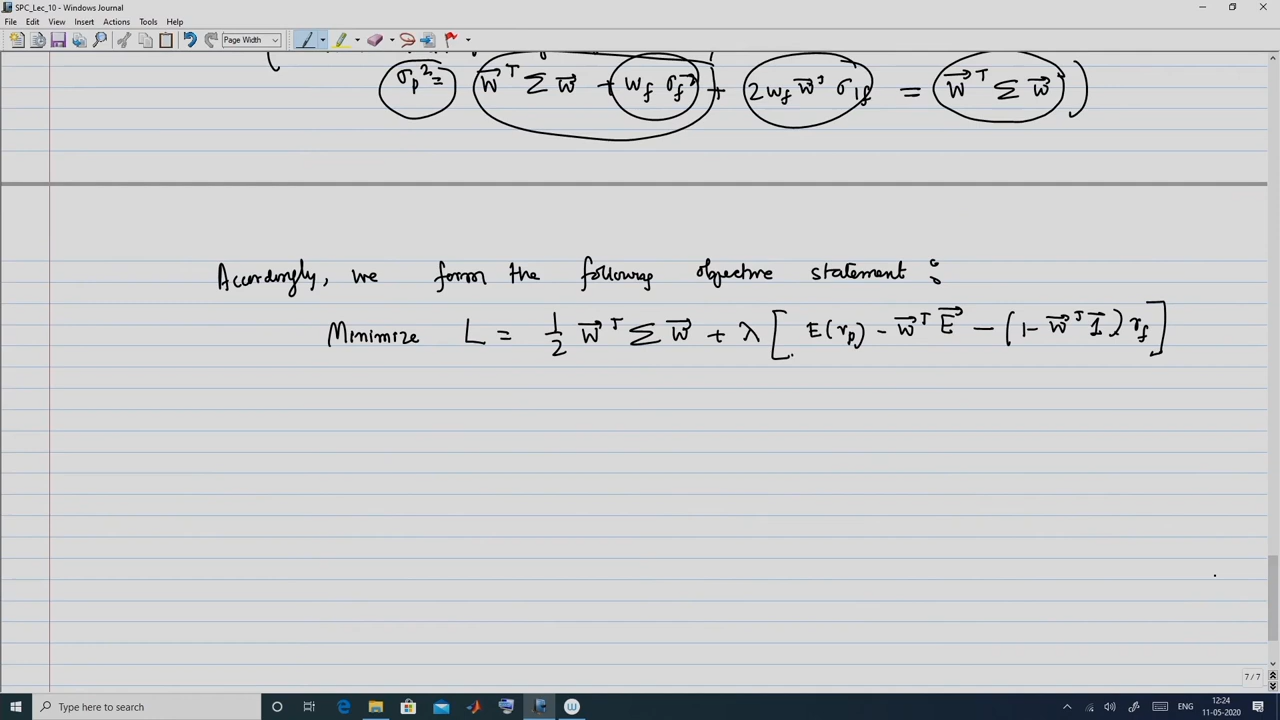 SPC_Lec_10 - Windows Journal
File Edit View Insert Actions Tools Help
Page Width
σp² = w⃗ᵀ Σ w⃗ + wf σf² + 2wf w⃗ᵀ σ1f = w⃗ᵀ Σ w⃗ )
Accordingly, we form the following objective statement :
Minimize L = 1/2 w⃗ᵀ Σ w⃗ + λ [ E(rp) - w⃗ᵀ E⃗ - (1 - w⃗ᵀ 1⃗) rf ]
7 / 7
Type here to search
ENG
12:24
11-05-2020